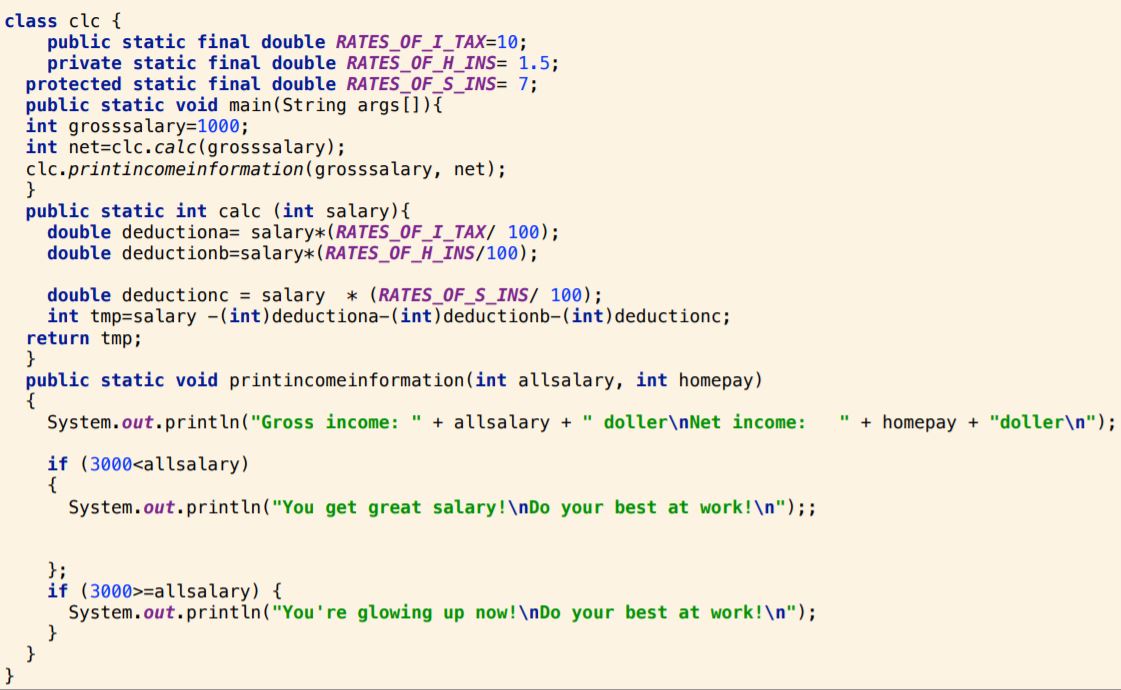 class clc {
    public static final double RATES_OF_I_TAX=10;
    private static final double RATES_OF_H_INS= 1.5;
  protected static final double RATES_OF_S_INS= 7;
  public static void main(String args[]){
  int grosssalary=1000;
  int net=clc.calc(grosssalary);
  clc.printincomeinformation(grosssalary, net);
  }
  public static int calc (int salary){
    double deductiona= salary*(RATES_OF_I_TAX/ 100);
    double deductionb=salary*(RATES_OF_H_INS/100);

    double deductionc = salary  * (RATES_OF_S_INS/ 100);
    int tmp=salary -(int)deductiona-(int)deductionb-(int)deductionc;
  return tmp;
  }
  public static void printincomeinformation(int allsalary, int homepay)
  {
    System.out.println("Gross income: " + allsalary + " doller\nNet income:   " + homepay + "doller\n");

    if (3000<allsalary)
    {
      System.out.println("You get great salary!\nDo your best at work!\n");;


    };
    if (3000>=allsalary) {
      System.out.println("You're glowing up now!\nDo your best at work!\n");
    }
  }
}